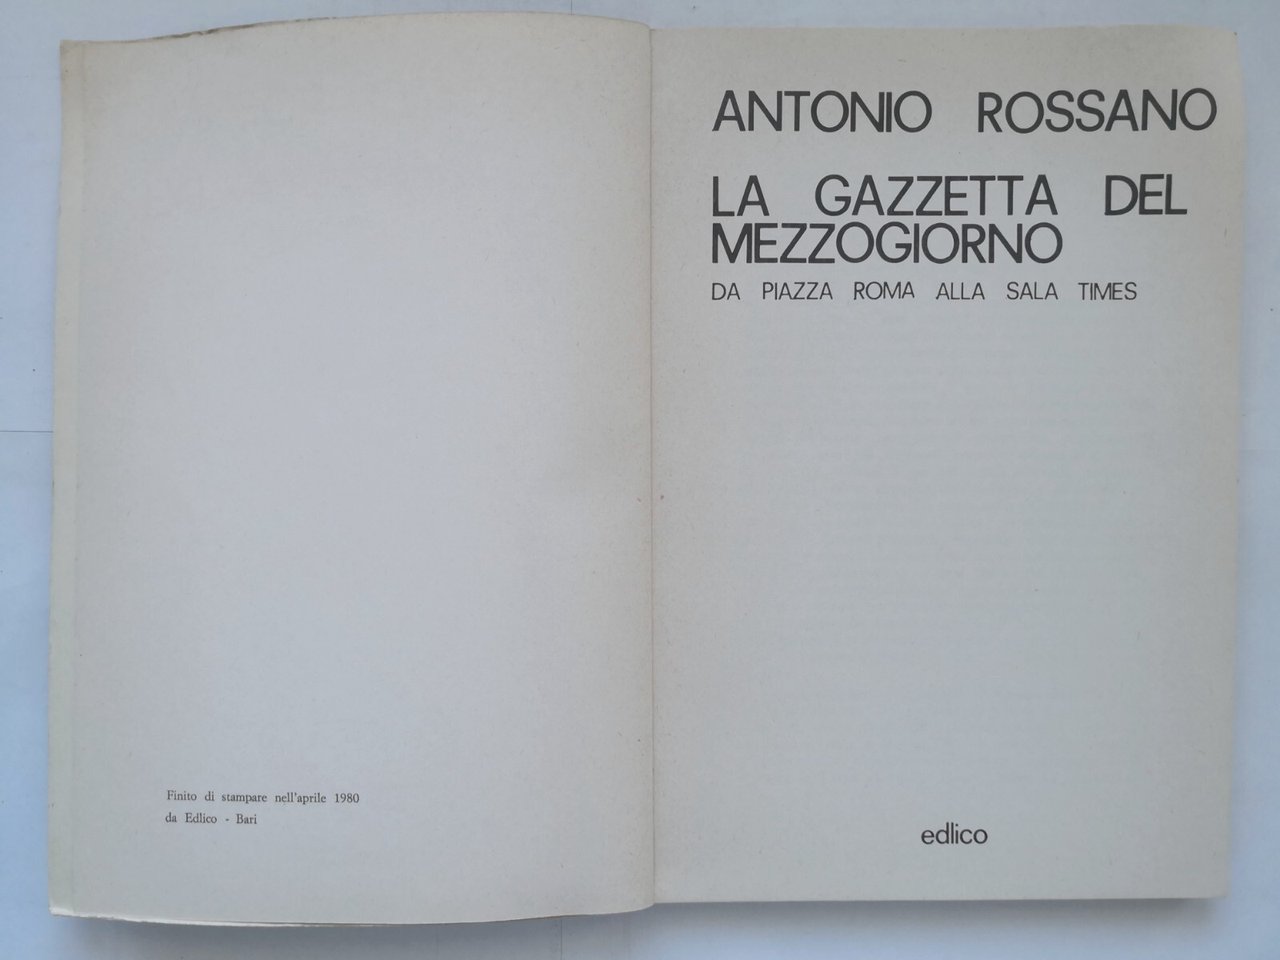 Finito di stampare nell'aprile 1980
da Edlico - Bari
ANTONIO ROSSANO
LA GAZZETTA DEL
MEZZOGIORNO
DA PIAZZA ROMA ALLA SALA TIMES
edlico